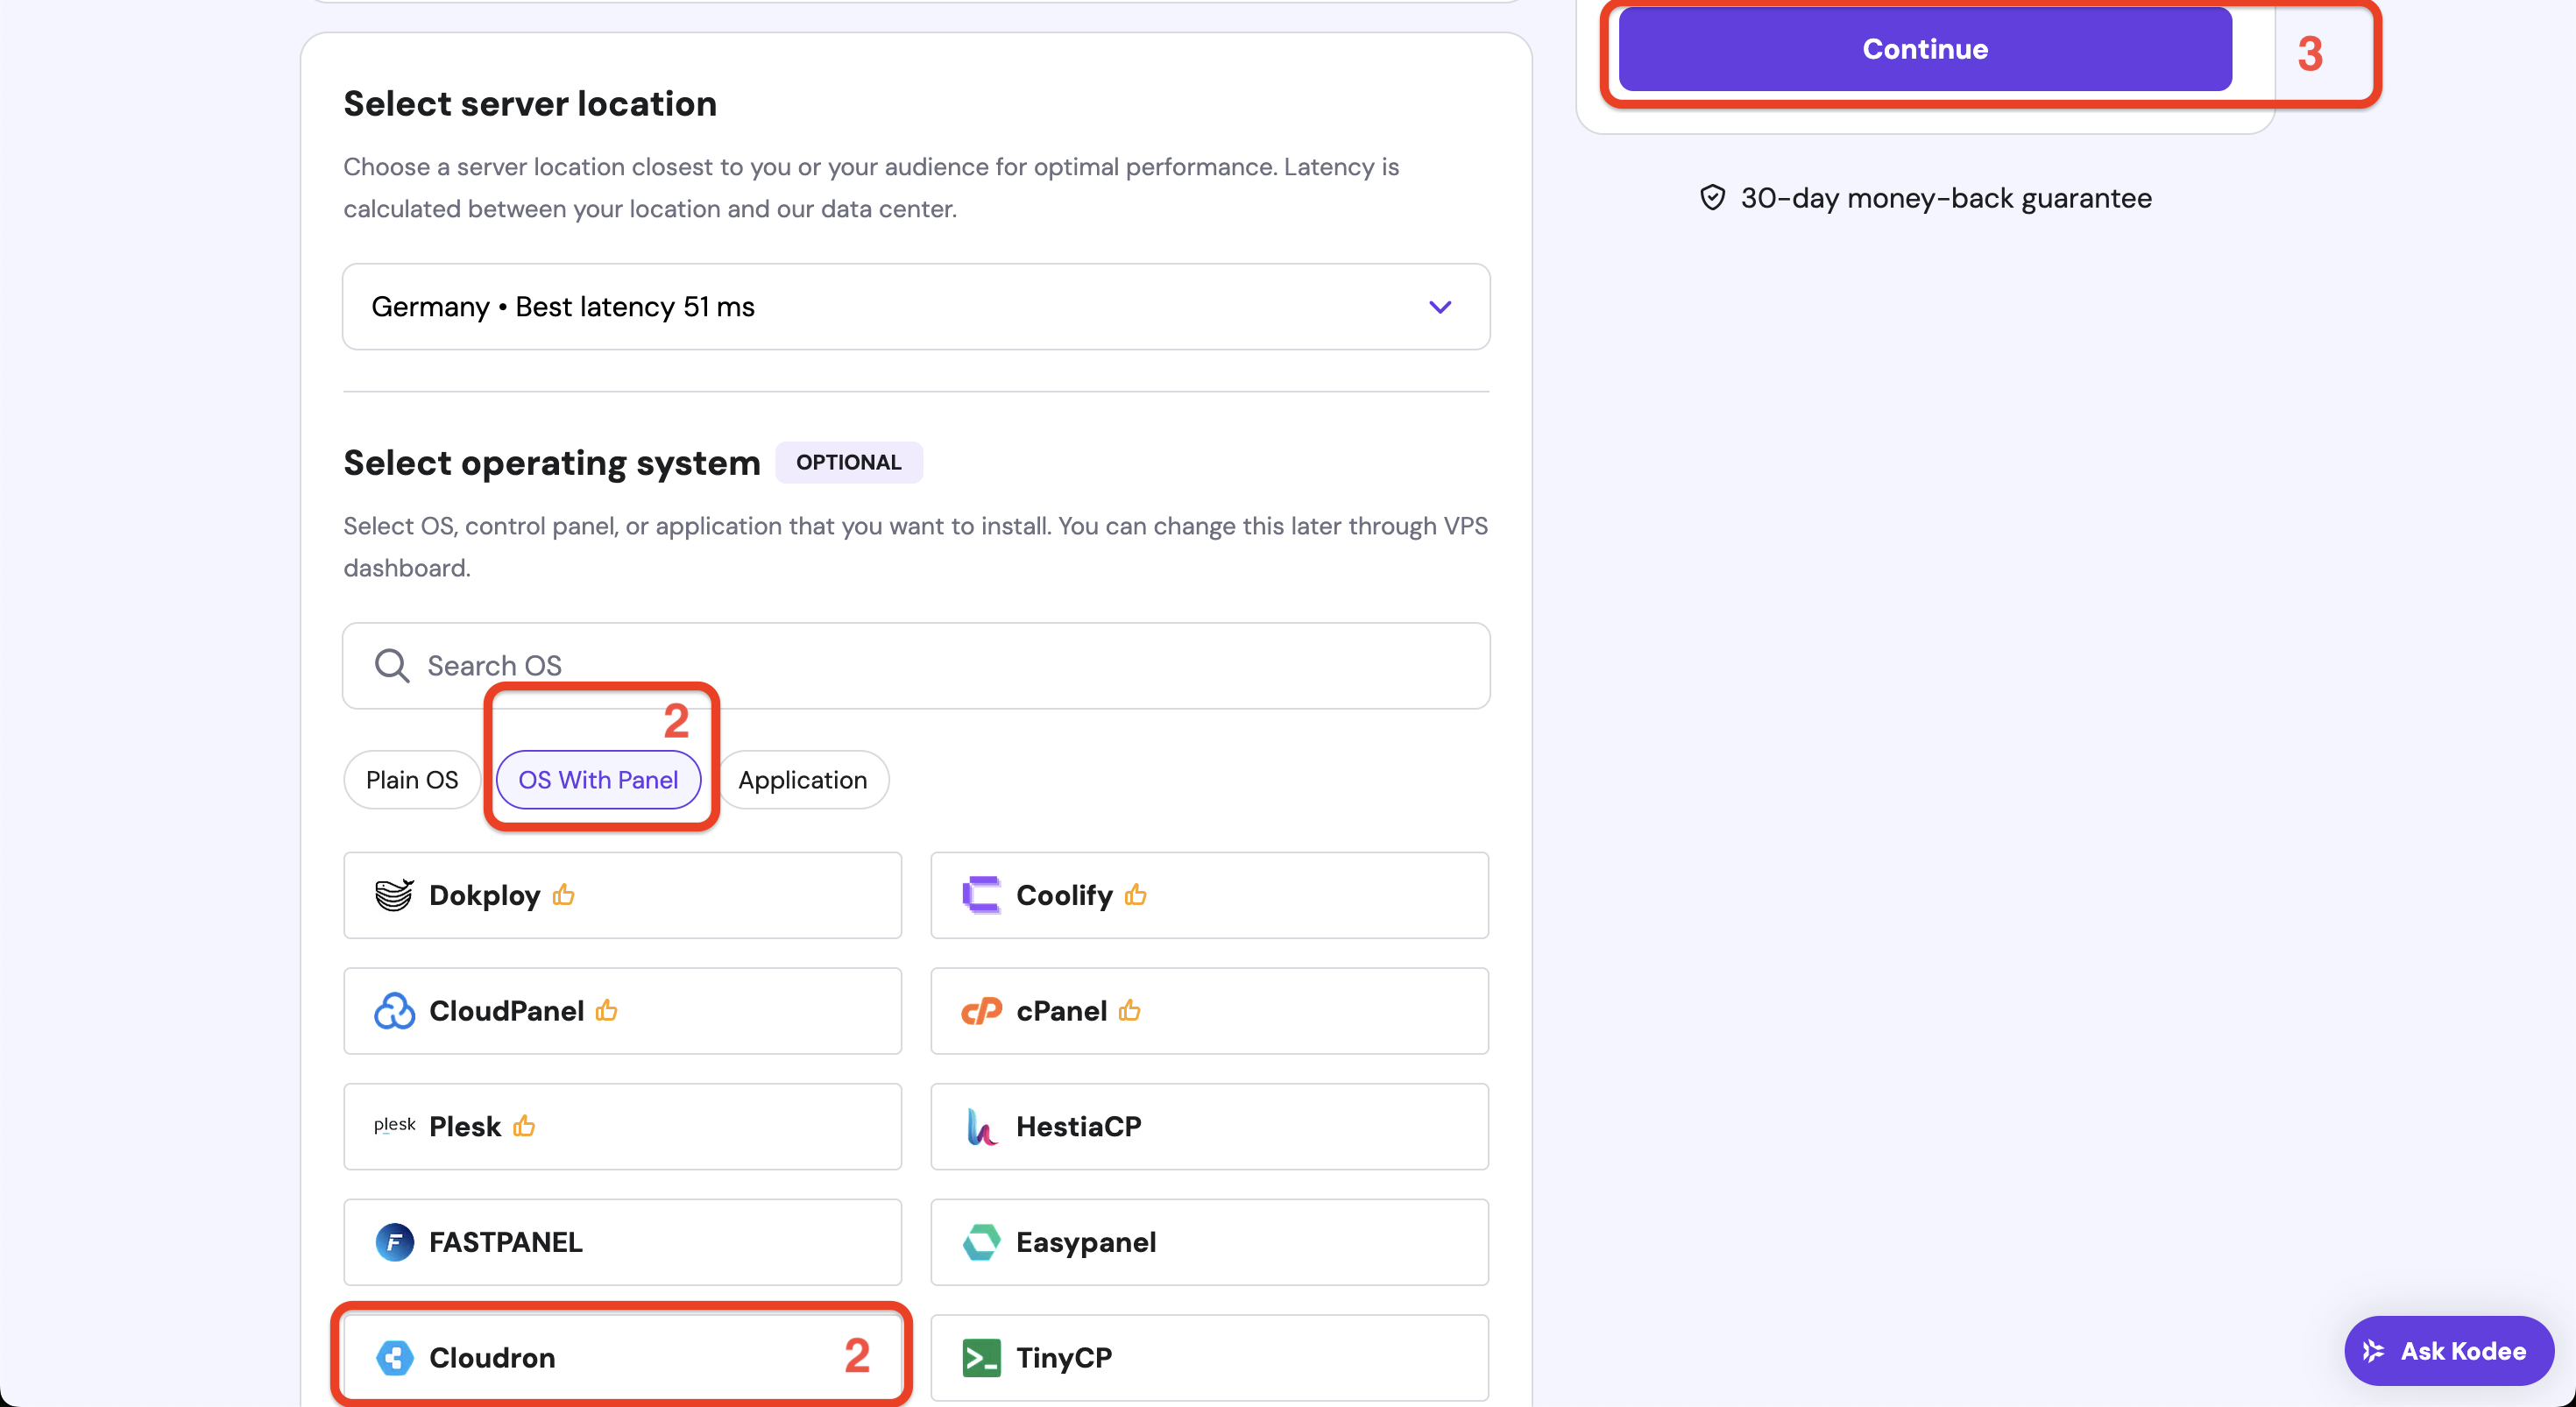 Continue
3
30-day money-back guarantee
Select server location
Choose a server location closest to you or your audience for optimal performance. Latency is
calculated between your location and our data center.
Germany • Best latency 51 ms
Select operating system OPTIONAL
Select OS, control panel, or application that you want to install. You can change this later through VPS
dashboard.
Search OS
2
Plain OS OS With Panel Application
Dokploy Coolify
CloudPanel cP cPanel
plesk Plesk HestiaCP
F FASTPANEL Easypanel
Cloudron 2 >_ TinyCP
Ask Kodee